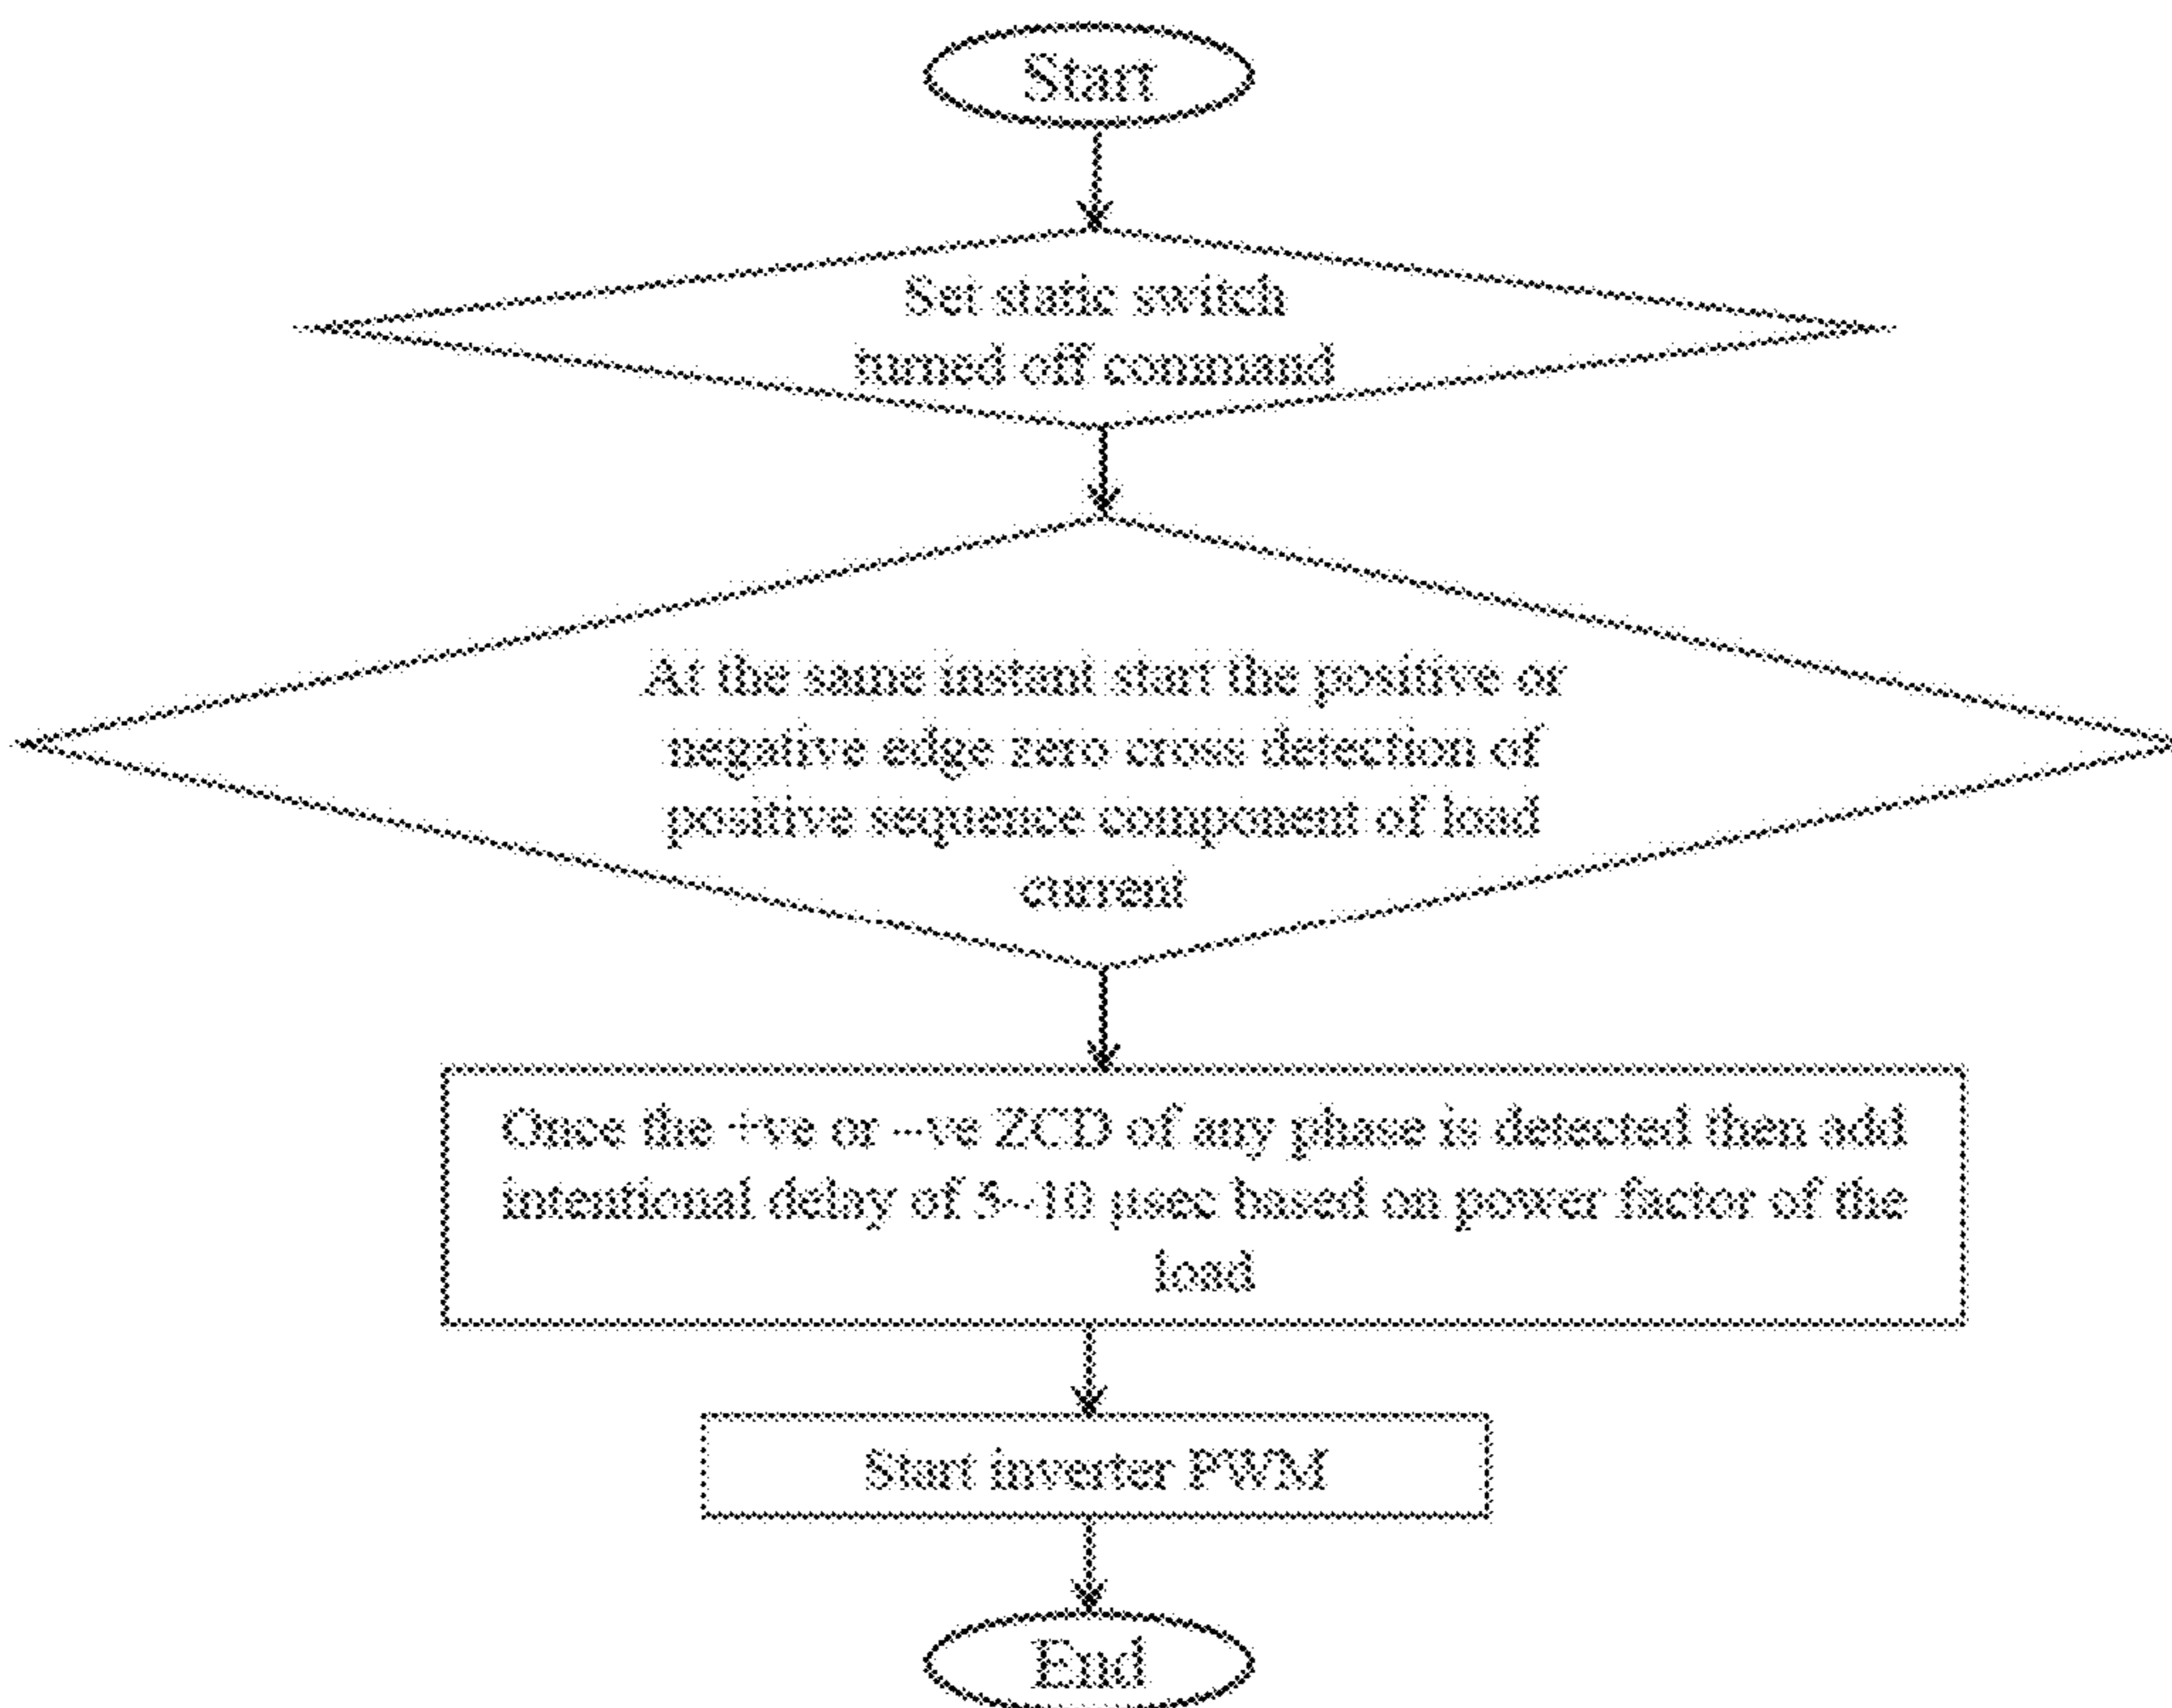 Start
Set static switch
turned off command
At the same instant start the positive or
negative edge zero cross detection of
positive sequence component of load
current
Once the +ve or -ve ZCD of any phase is detected then add
intentional delay of 5-10 µsec based on power factor of the
load
Start inverter PWM
End